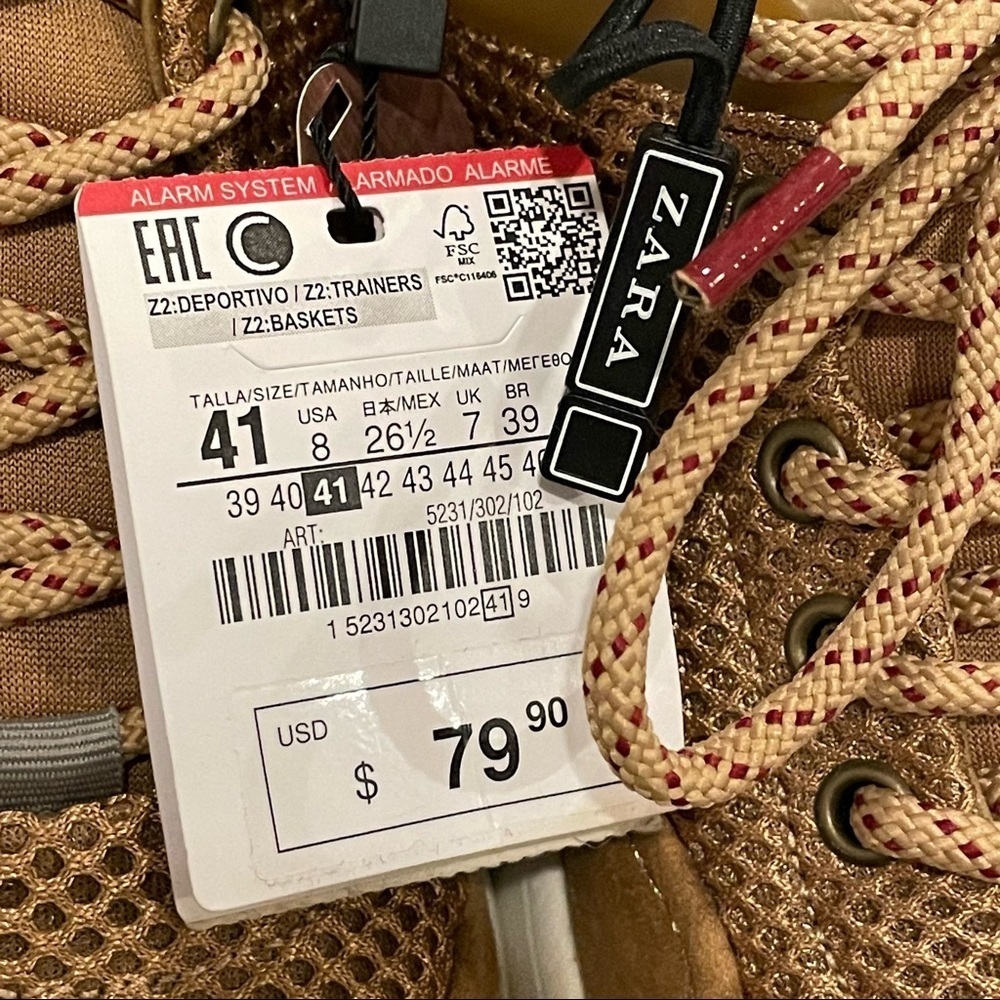 ALARM SYSTEM ARMADO ALARME
EAC
FSC
MIX
FSC®C116406
Z2:DEPORTIVO / Z2:TRAINERS
/ Z2:BASKETS
ZARA
TALLA/SIZE/TAMANHO/TAILLE/MAAT/ΜΕΓΕΘΟ
USA 日本/MEX UK BR
41 8 26½ 7 39
39 40 41 42 43 44 45
ART: 5231/302/102
1 5231302102 41 9
USD
$ 79 90